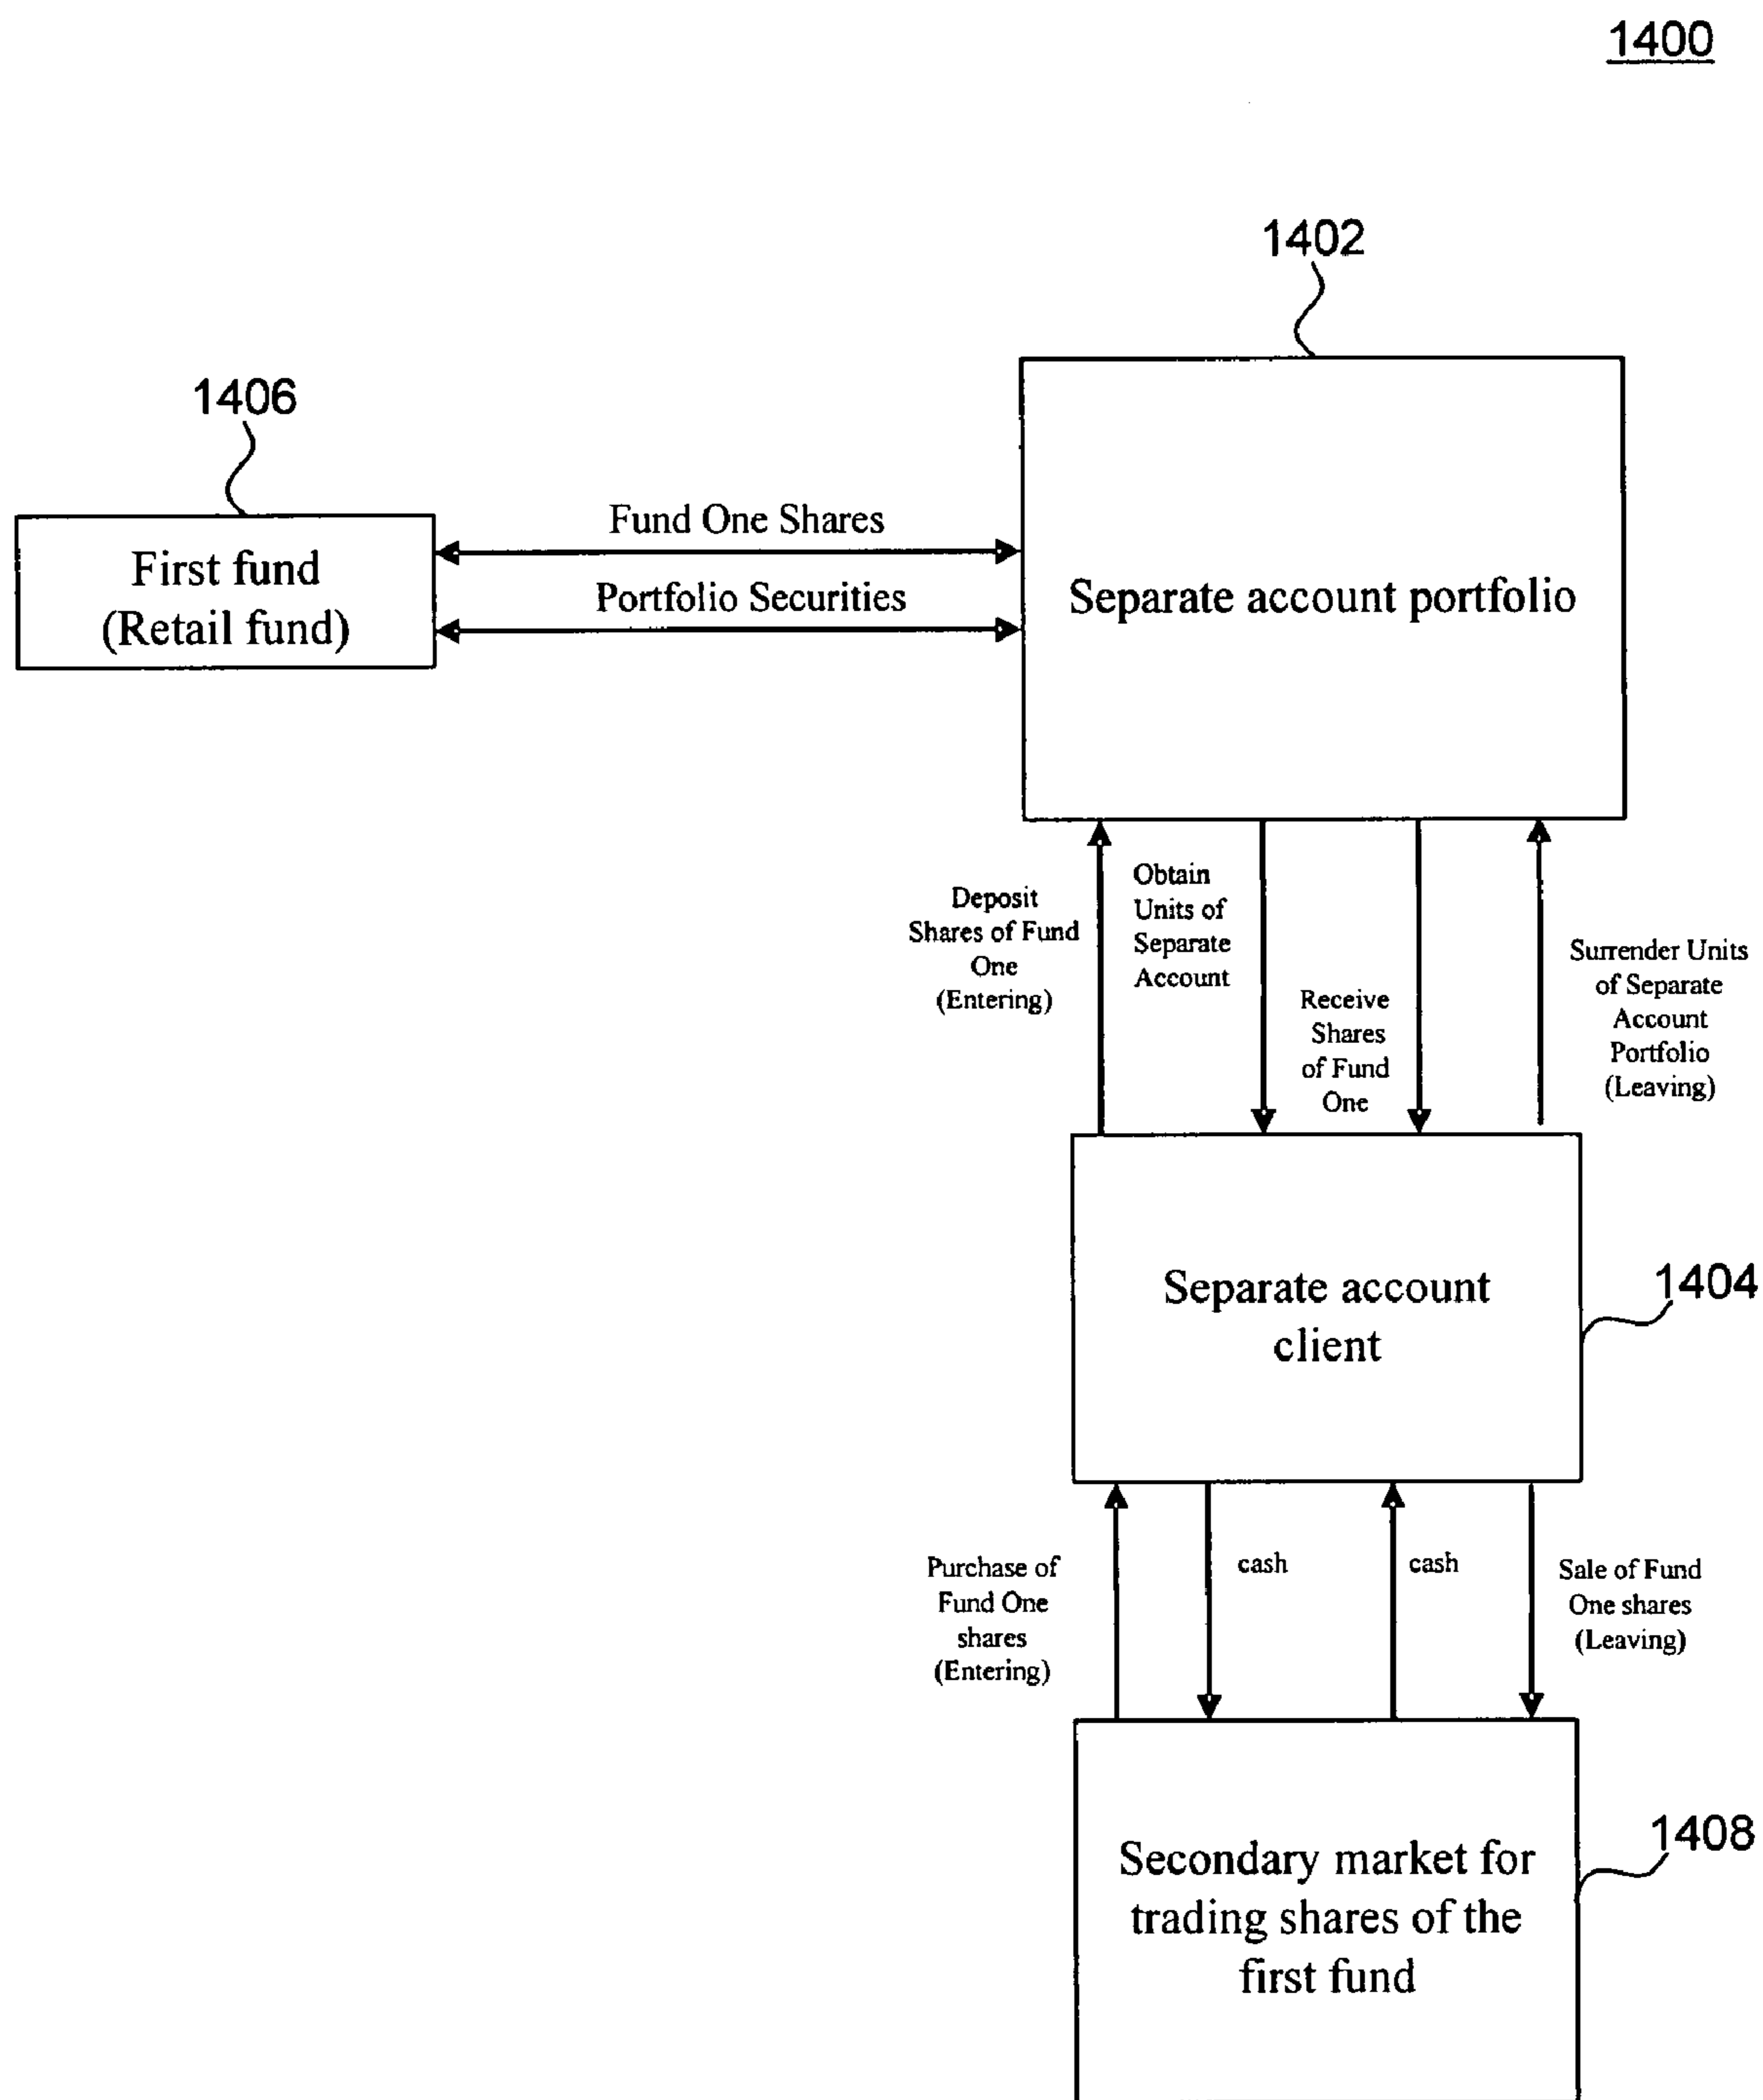 1400
1402
1406
First fund
(Retail fund)
Fund One Shares
Portfolio Securities
Separate account portfolio
Deposit
Shares of Fund
One
(Entering)
Obtain
Units of
Separate
Account
Receive
Shares
of Fund
One
Surrender Units
of Separate
Account
Portfolio
(Leaving)
Separate account
client
1404
Purchase of
Fund One
shares
(Entering)
cash
cash
Sale of Fund
One shares
(Leaving)
Secondary market for
trading shares of the
first fund
1408